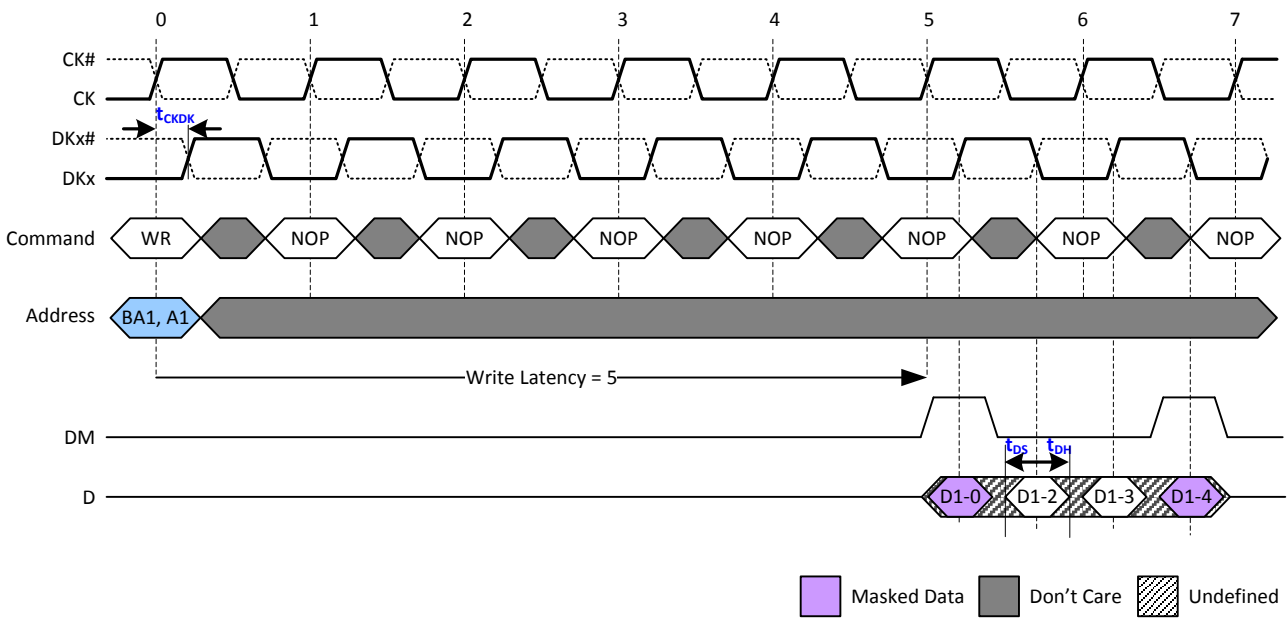 0 1 2 3 4 5 6 7
CK#
CK
tCKDK
DKx#
DKx
Command WR NOP NOP NOP NOP NOP NOP NOP
Address BA1, A1
Write Latency = 5
DM
tDS tDH
D D1-0 D1-2 D1-3 D1-4
Masked Data Don't Care Undefined